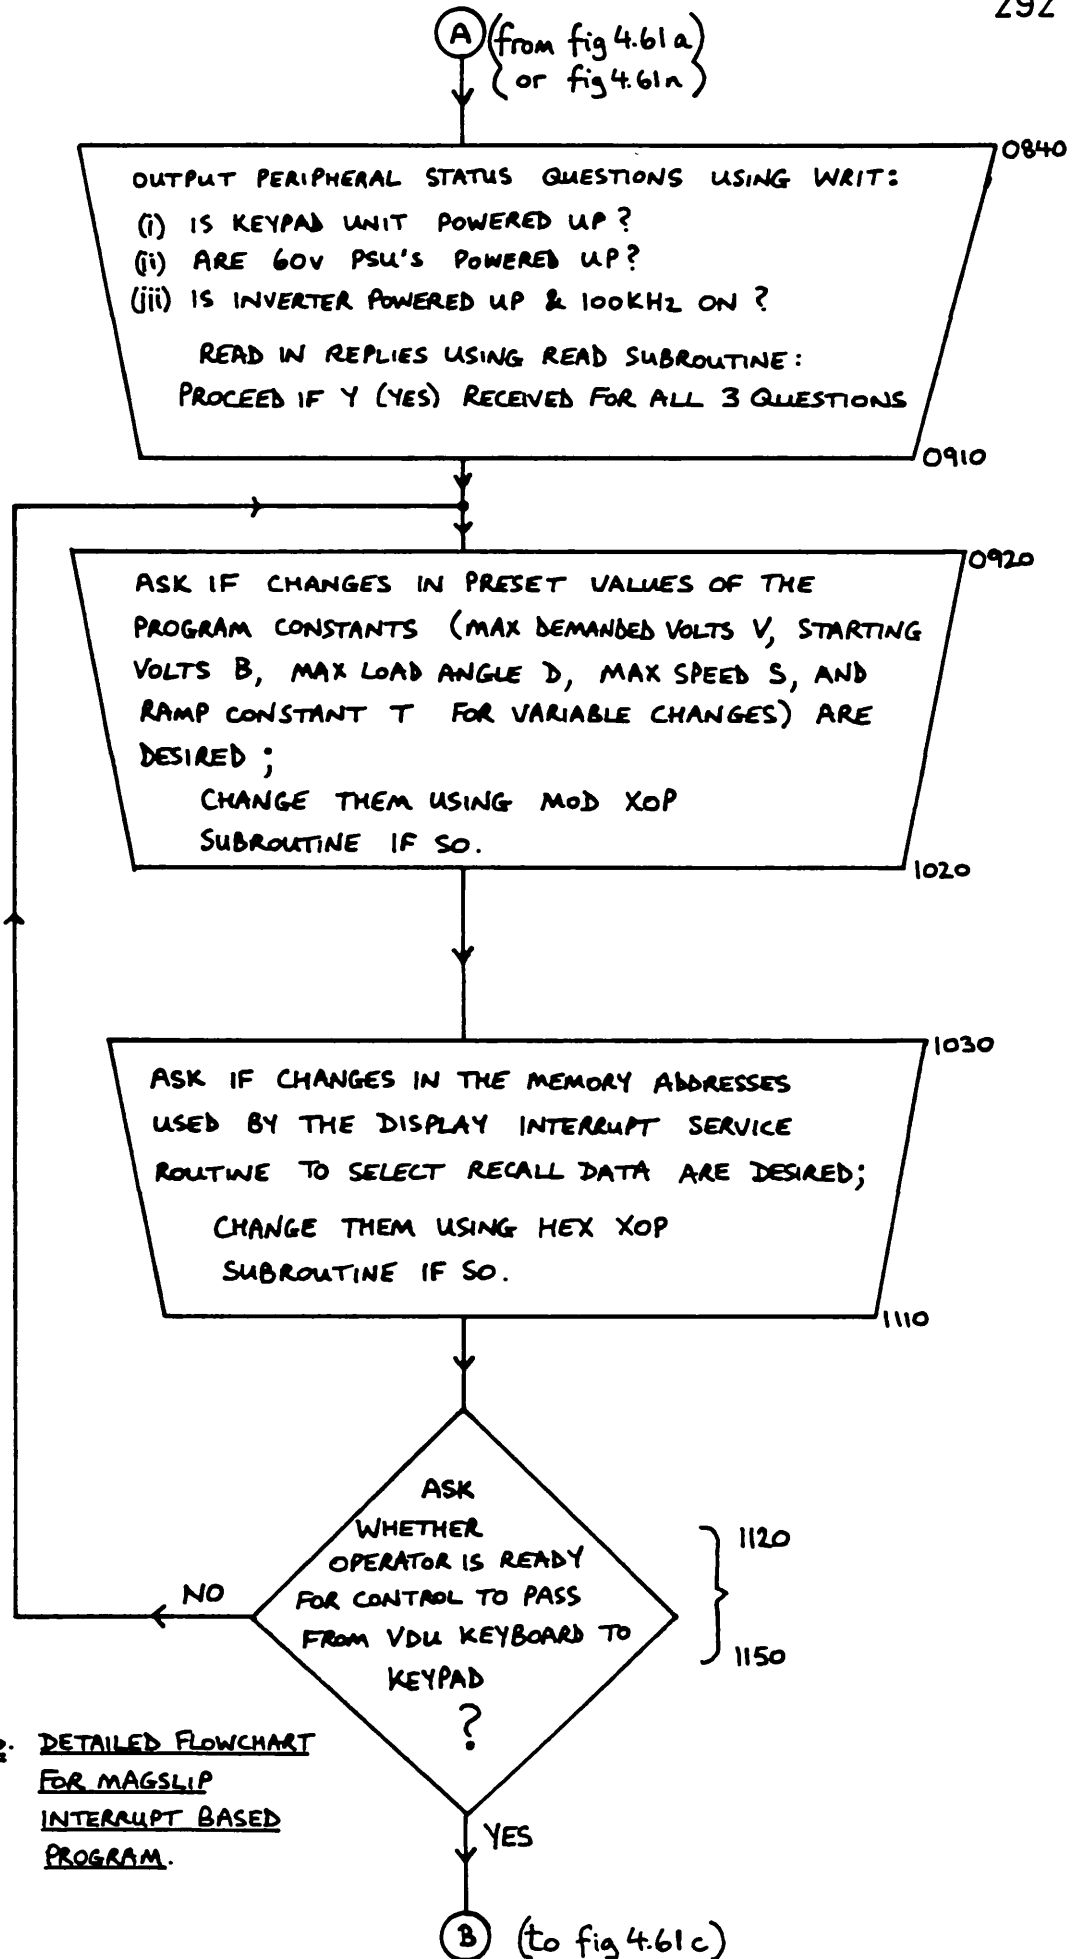 292
A (from fig 4.61a)
(or fig 4.61n)
0840
OUTPUT PERIPHERAL STATUS QUESTIONS USING WRIT:
(i) IS KEYPAD UNIT POWERED UP?
(ii) ARE 60V PSU'S POWERED UP?
(iii) IS INVERTER POWERED UP & 100KHz ON?
READ IN REPLIES USING READ SUBROUTINE:
PROCEED IF Y (YES) RECEIVED FOR ALL 3 QUESTIONS
0910
0920
ASK IF CHANGES IN PRESET VALUES OF THE
PROGRAM CONSTANTS (MAX DEMANDED VOLTS V, STARTING
VOLTS B, MAX LOAD ANGLE D, MAX SPEED S, AND
RAMP CONSTANT T FOR VARIABLE CHANGES) ARE
DESIRED;
CHANGE THEM USING MOD XOP
SUBROUTINE IF SO.
1020
1030
ASK IF CHANGES IN THE MEMORY ADDRESSES
USED BY THE DISPLAY INTERRUPT SERVICE
ROUTINE TO SELECT RECALL DATA ARE DESIRED;
CHANGE THEM USING HEX XOP
SUBROUTINE IF SO.
1110
ASK
WHETHER
OPERATOR IS READY
FOR CONTROL TO PASS
FROM VDU KEYBOARD TO
KEYPAD
?
1120
1150
NO
DETAILED FLOWCHART
FOR MAGSLIP
INTERRUPT BASED
PROGRAM.
YES
B (to fig 4.61c)